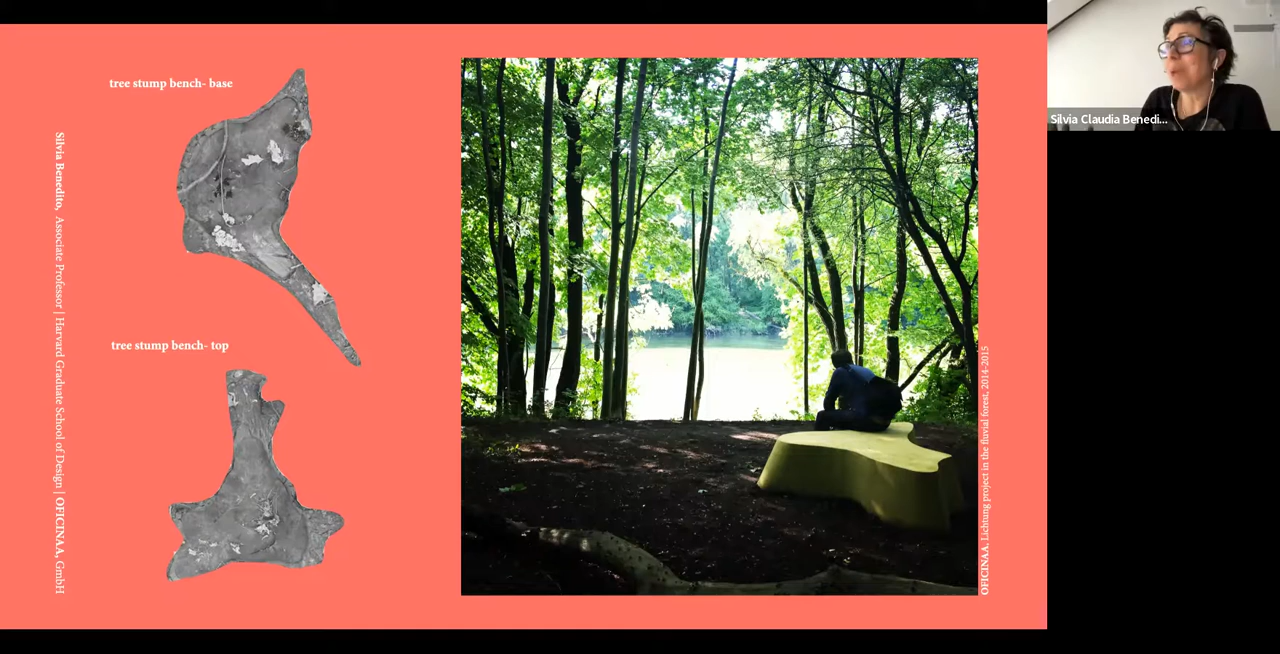 tree stump bench- base
Silvia Benedito, Associate Professor | Harvard Graduate School of Design | OFICINAA, GmbH
tree stump bench- top
OFICINAA. Lichtung project in the fluvial forest, 2014-2015
Silvia Claudia Benedi...